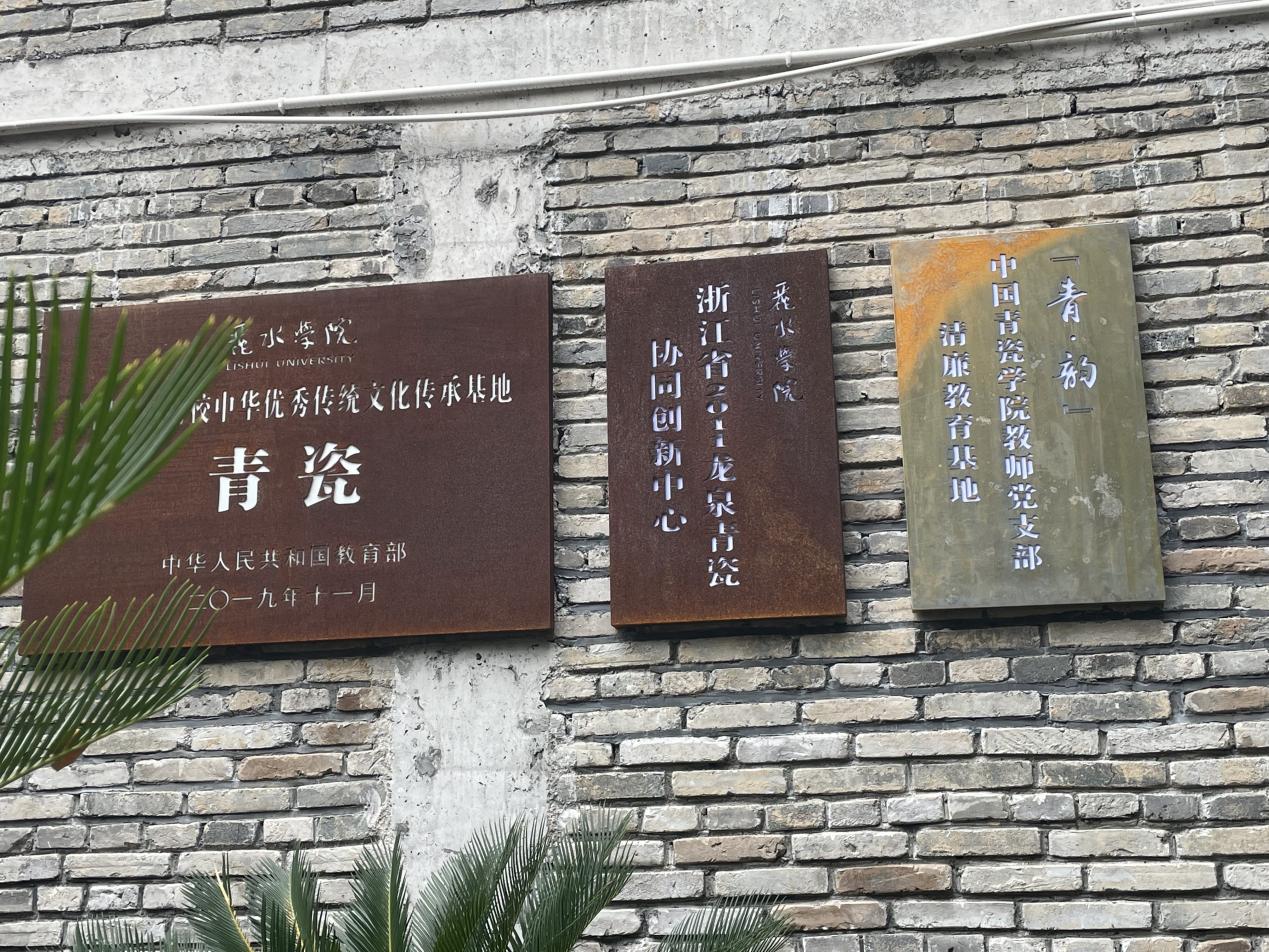 丽水学院
LISHUI UNIVERSITY
校中华优秀传统文化传承基地
青瓷
中华人民共和国教育部
二〇一九年十一月
丽水学院
LISHUI UNIVERSITY
浙江省2011龙泉青瓷
协同创新中心
『青·韵』
中国青瓷学院教师党支部
清廉教育基地